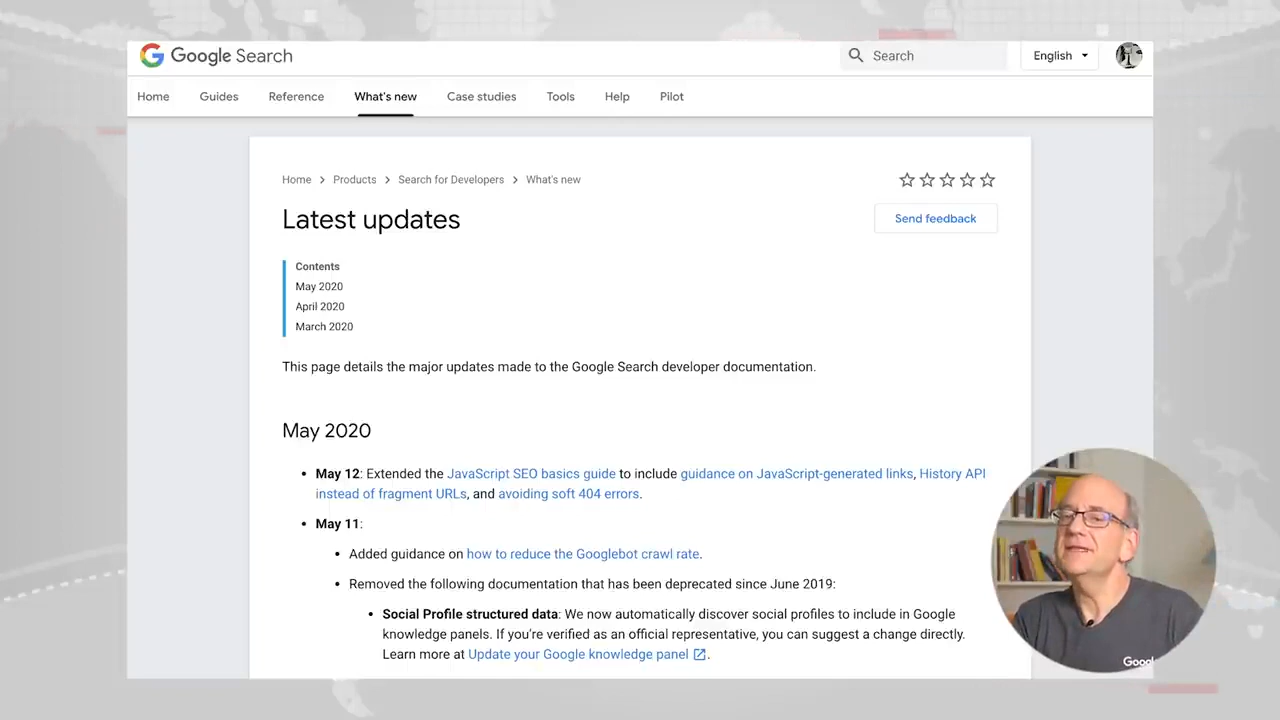 Google Search
Search
English
Home Guides Reference What's new Case studies Tools Help Pilot
Home > Products > Search for Developers > What's new
Latest updates
Send feedback
Contents
May 2020
April 2020
March 2020
This page details the major updates made to the Google Search developer documentation.
May 2020
• May 12: Extended the JavaScript SEO basics guide to include guidance on JavaScript-generated links, History API
instead of fragment URLs, and avoiding soft 404 errors.
• May 11:
• Added guidance on how to reduce the Googlebot crawl rate.
• Removed the following documentation that has been deprecated since June 2019:
• Social Profile structured data: We now automatically discover social profiles to include in Google
knowledge panels. If you're verified as an official representative, you can suggest a change directly.
Learn more at Update your Google knowledge panel.